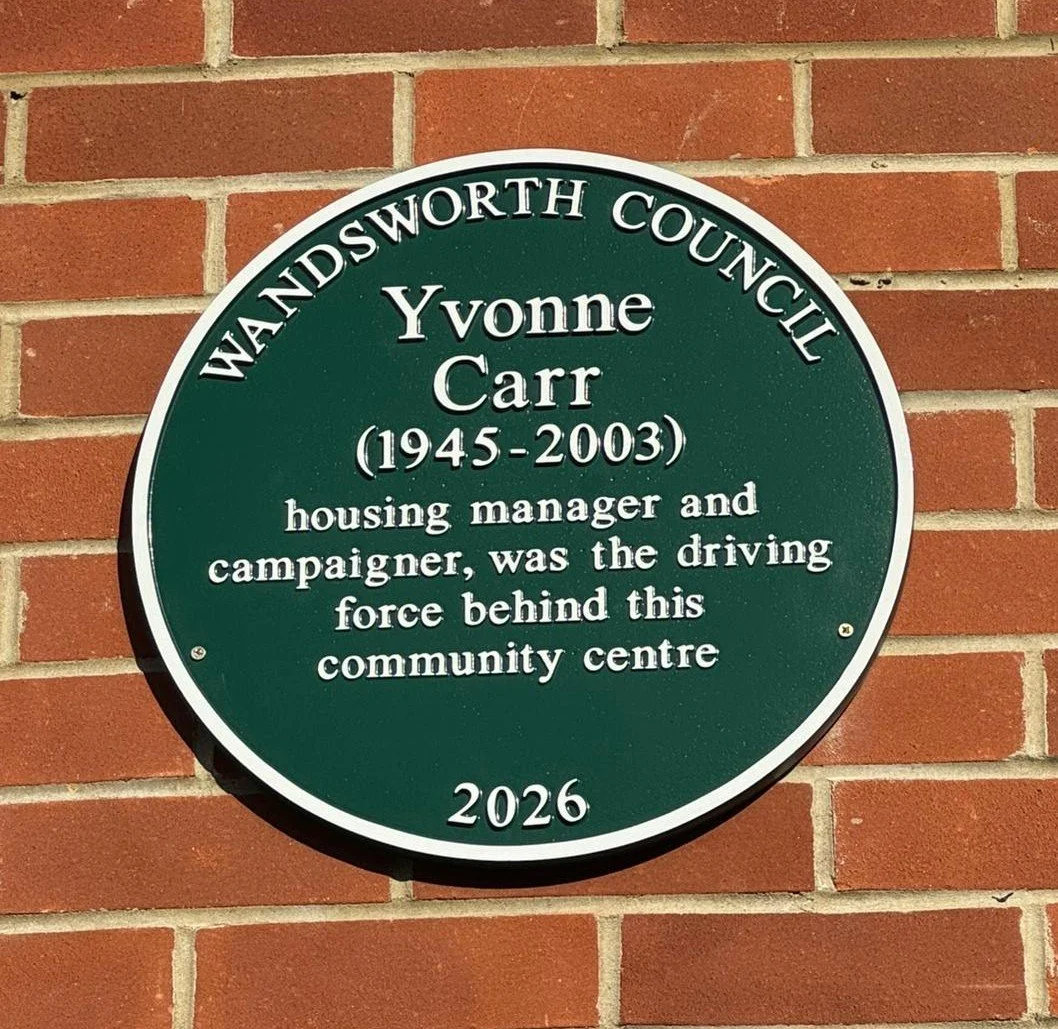 WANDSWORTH COUNCIL
Yvonne
Carr
(1945-2003)
housing manager and
campaigner, was the driving
force behind this
community centre
2026